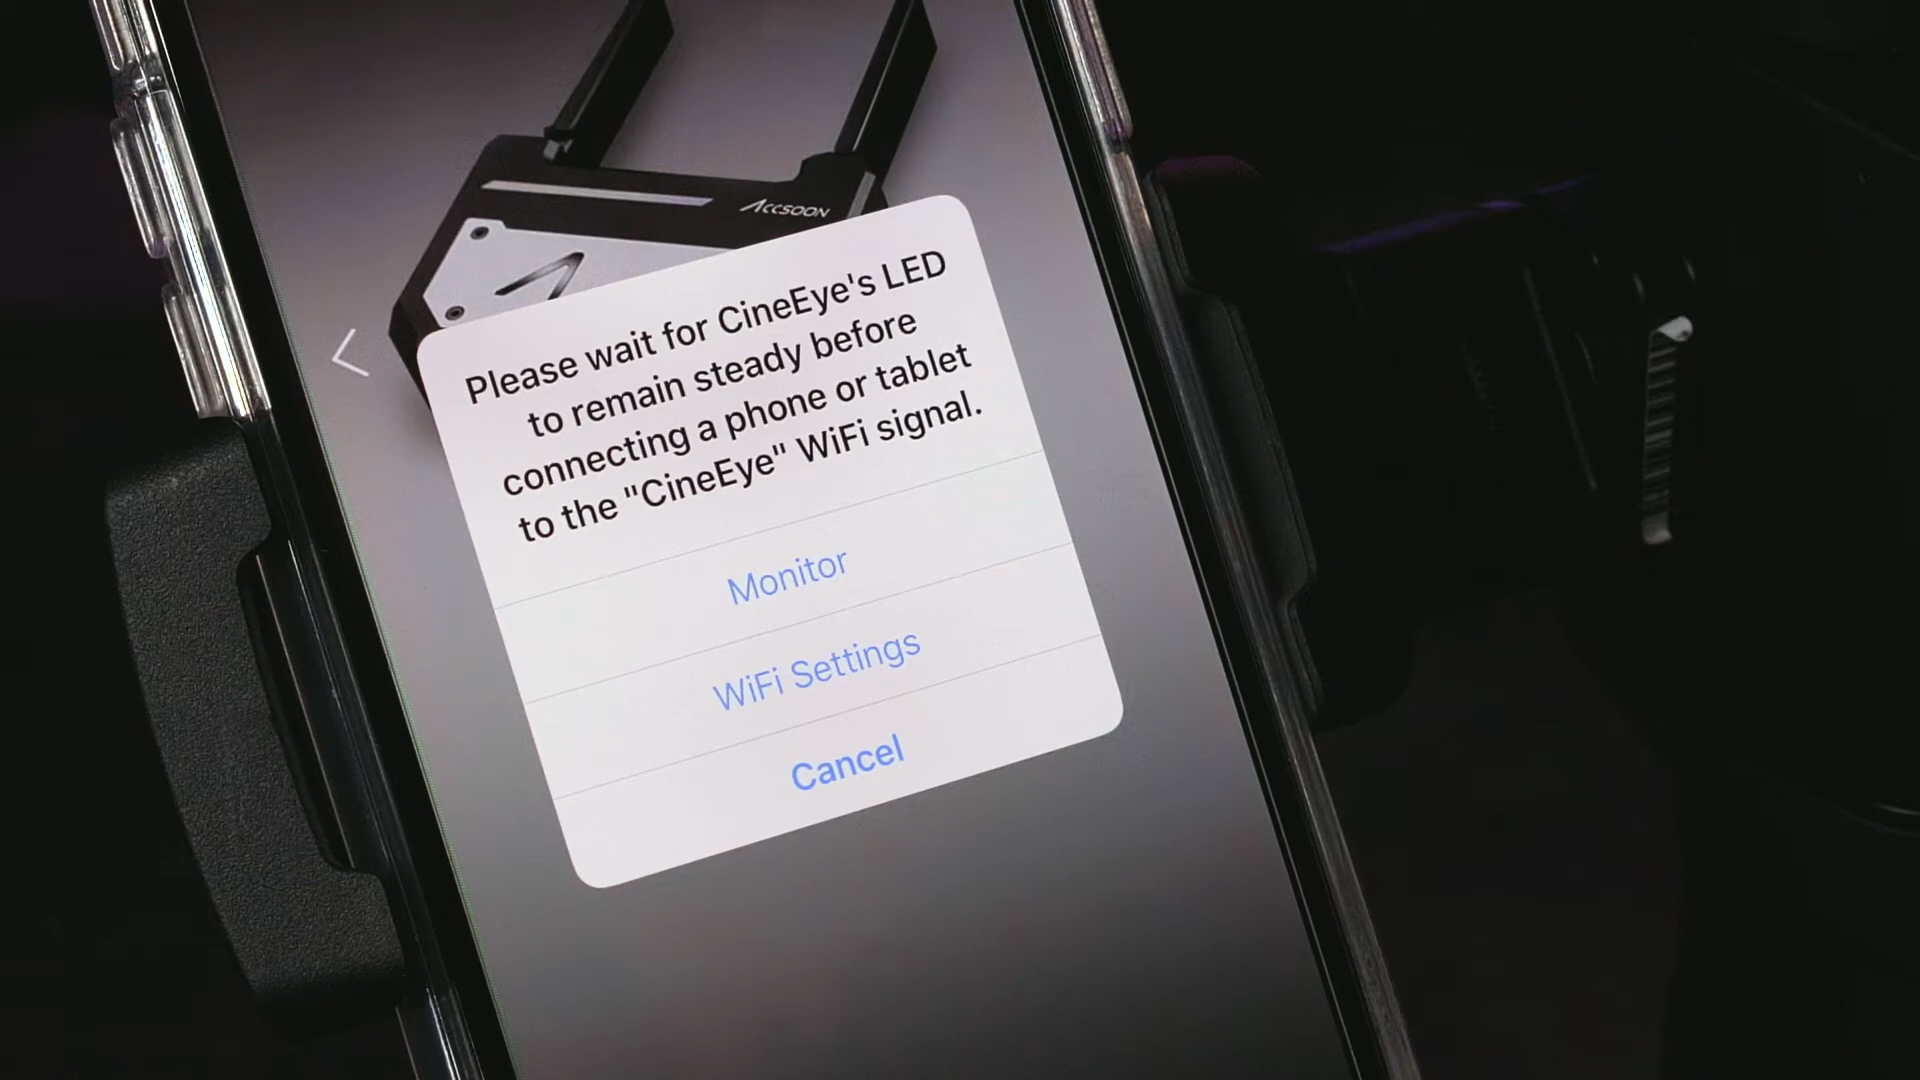 ACCSOON
Please wait for CineEye's LED
to remain steady before
connecting a phone or tablet
to the "CineEye" WiFi signal.
Monitor
WiFi Settings
Cancel